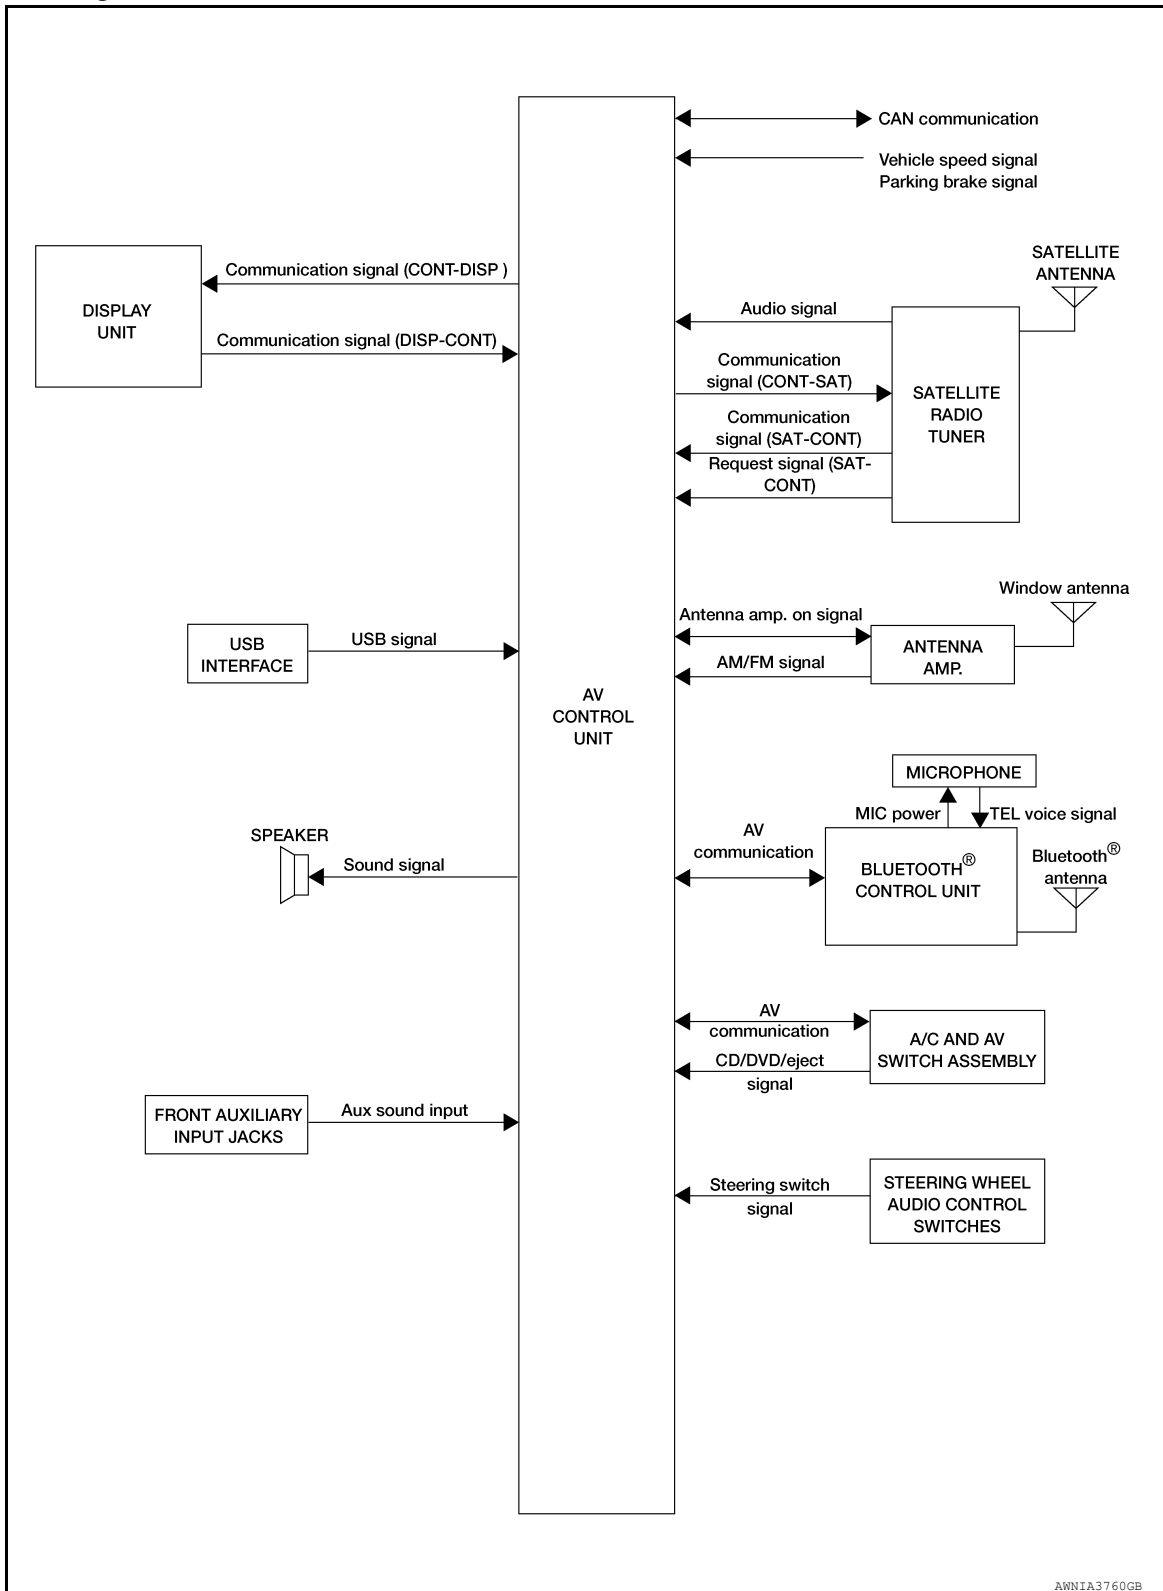 CAN communication
Vehicle speed signal
Parking brake signal
SATELLITE
ANTENNA
Communication signal (CONT-DISP )
DISPLAY
UNIT
Communication signal (DISP-CONT)
Audio signal
Communication
signal (CONT-SAT)
Communication
signal (SAT-CONT)
Request signal (SAT-
CONT)
SATELLITE
RADIO
TUNER
Window antenna
Antenna amp. on signal
AM/FM signal
ANTENNA
AMP.
USB
INTERFACE
USB signal
AV
CONTROL
UNIT
MICROPHONE
MIC power
TEL voice signal
AV
communication
BLUETOOTH®
CONTROL UNIT
Bluetooth®
antenna
SPEAKER
Sound signal
AV
communication
CD/DVD/eject
signal
A/C AND AV
SWITCH ASSEMBLY
FRONT AUXILIARY
INPUT JACKS
Aux sound input
Steering switch
signal
STEERING WHEEL
AUDIO CONTROL
SWITCHES
AWNIA3760GB